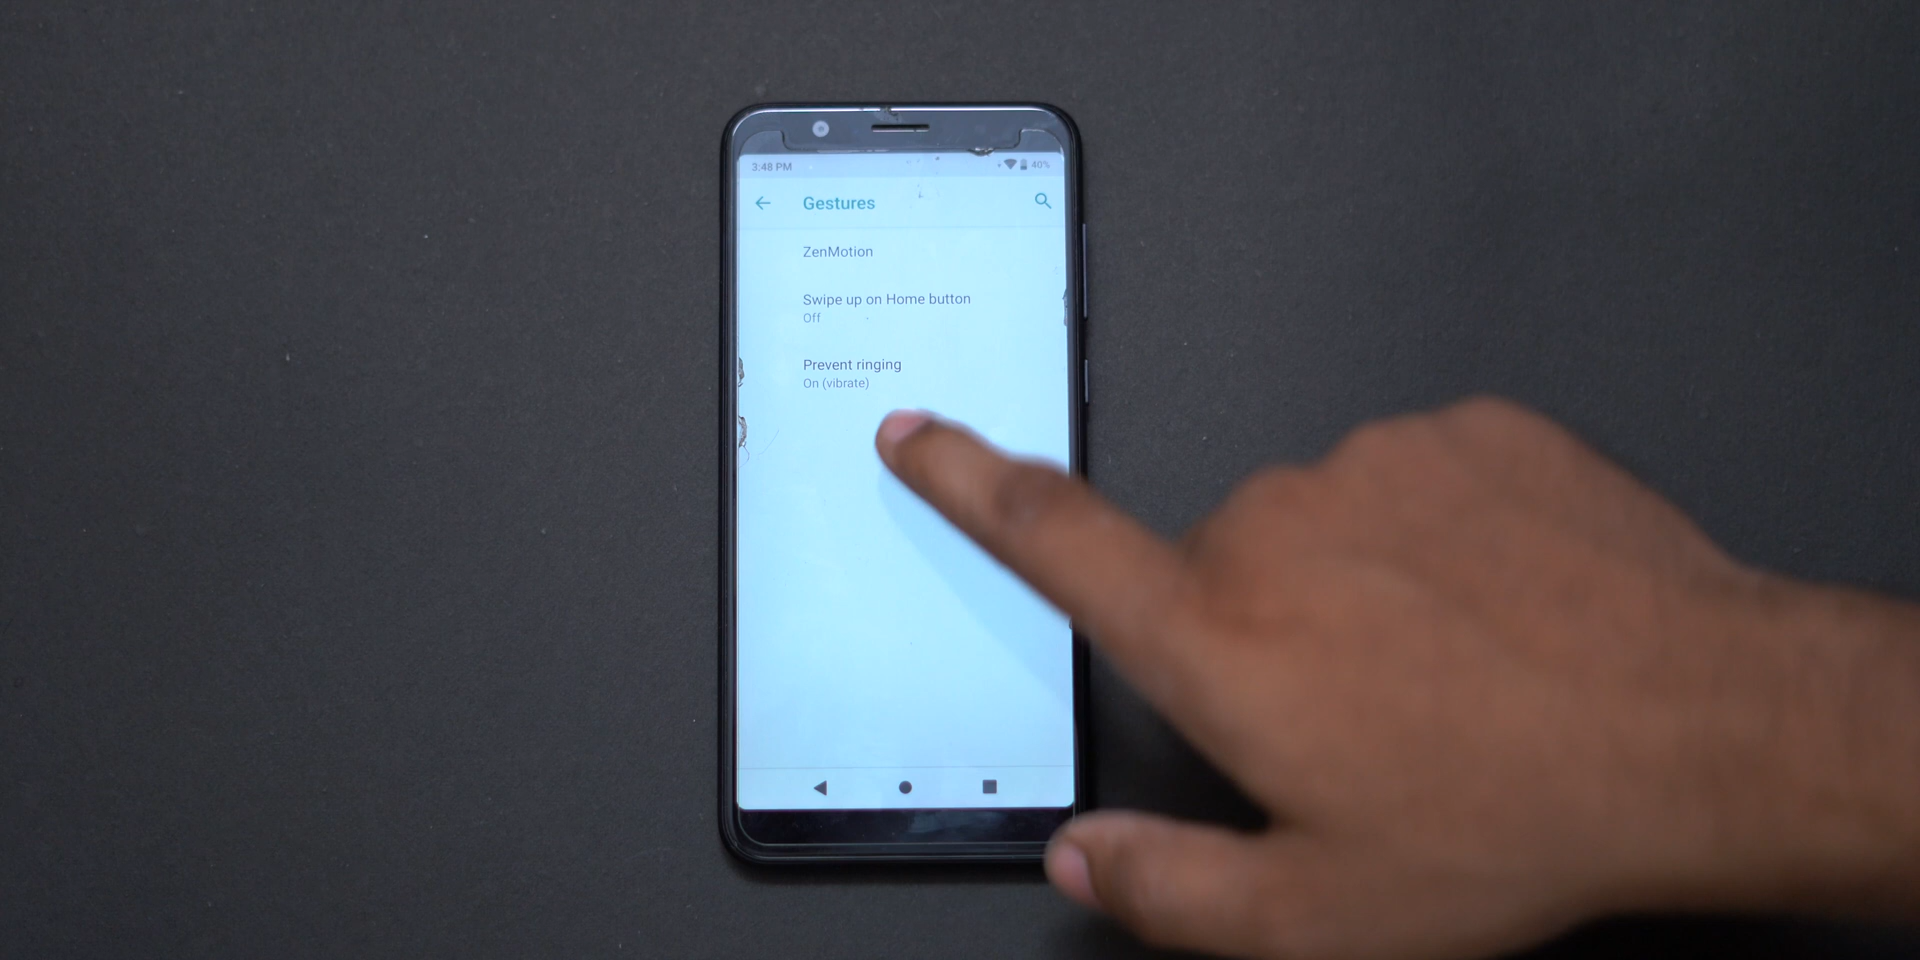 3:48 PM
40%
Gestures
ZenMotion
Swipe up on Home button
Off
Prevent ringing
On (vibrate)